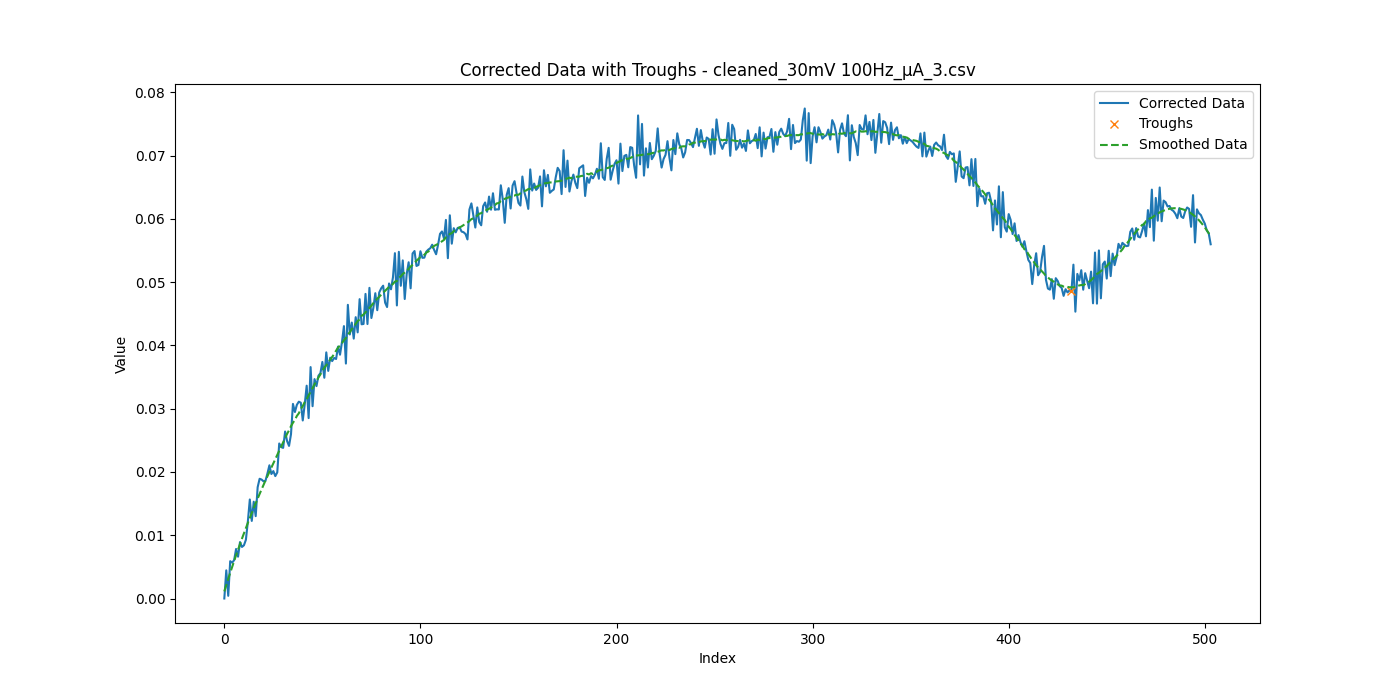 Corrected Data with Troughs - cleaned_30mV 100Hz_µA_3.csv
Corrected Data
Troughs
Smoothed Data
Value
0.08
0.07
0.06
0.05
0.04
0.03
0.02
0.01
0.00
0 100 200 300 400 500
Index